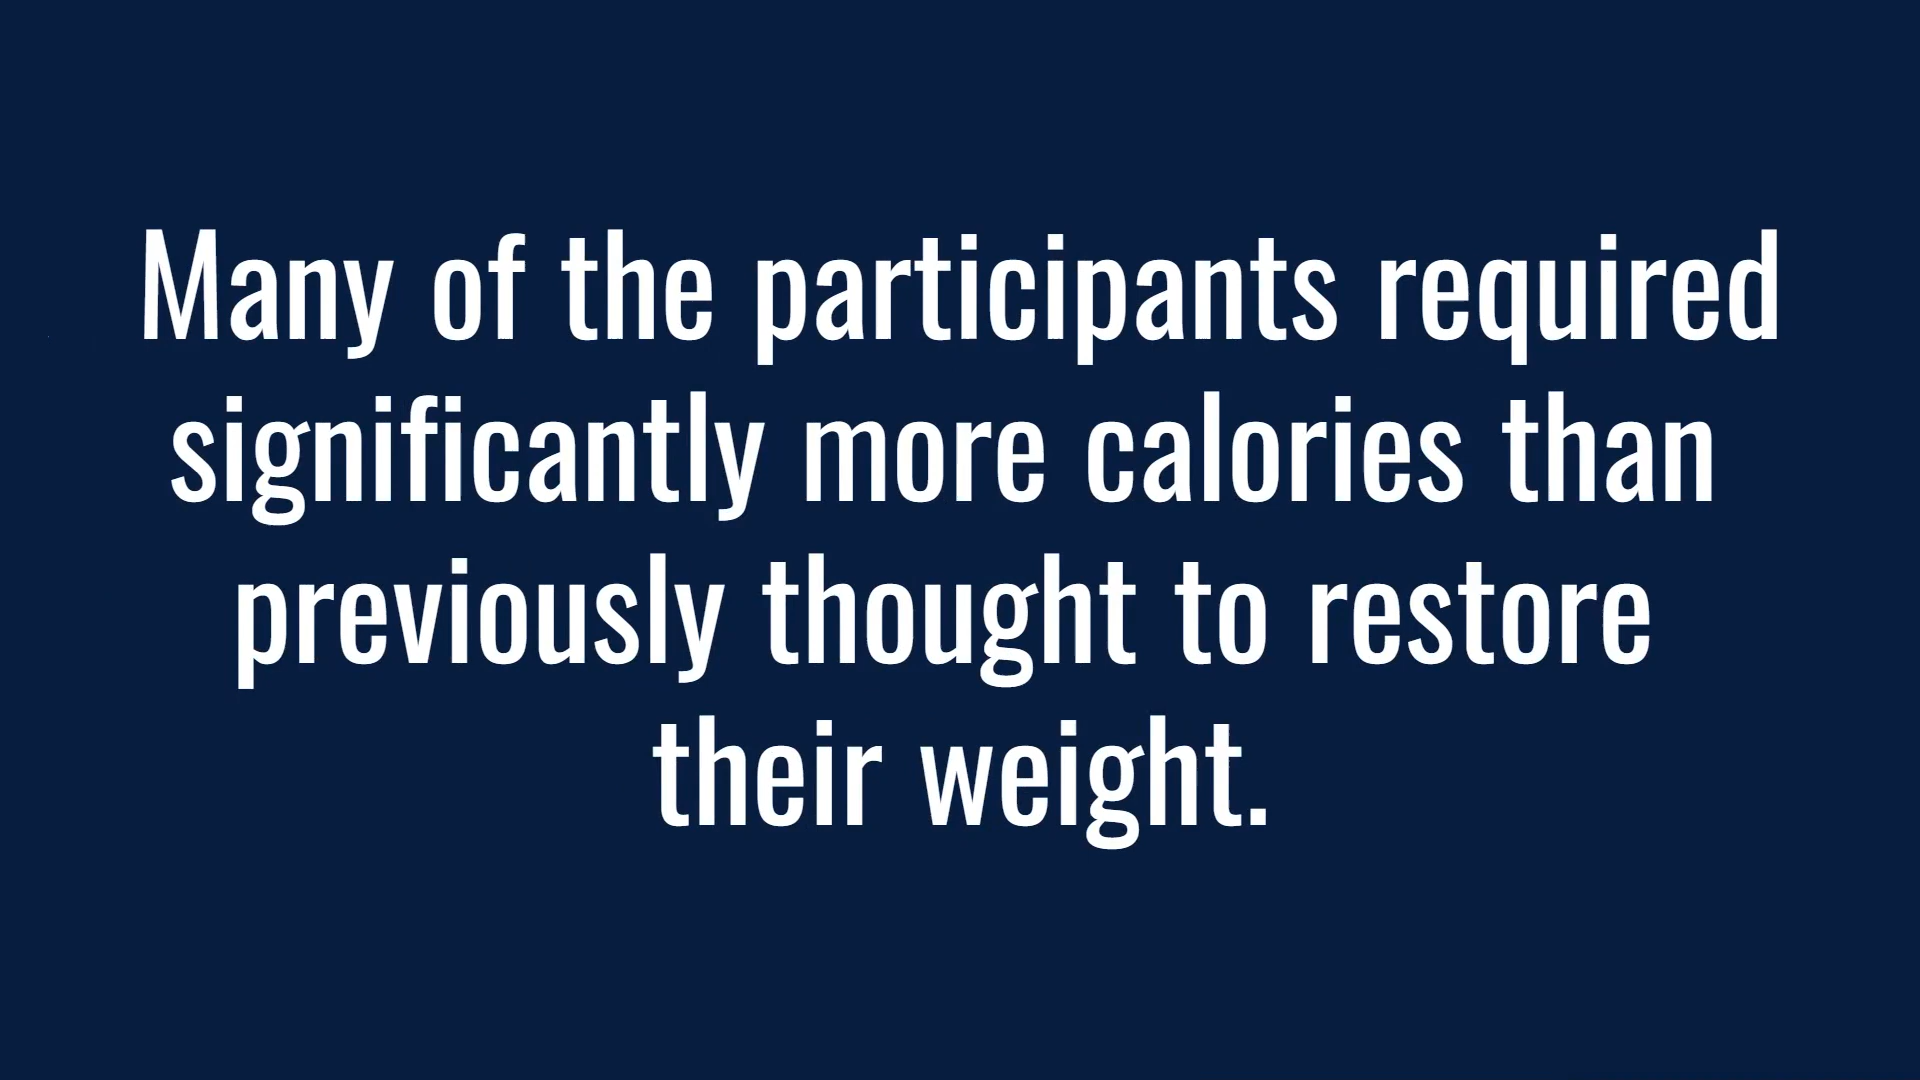 Many of the participants required
significantly more calories than
previously thought to restore
their weight.